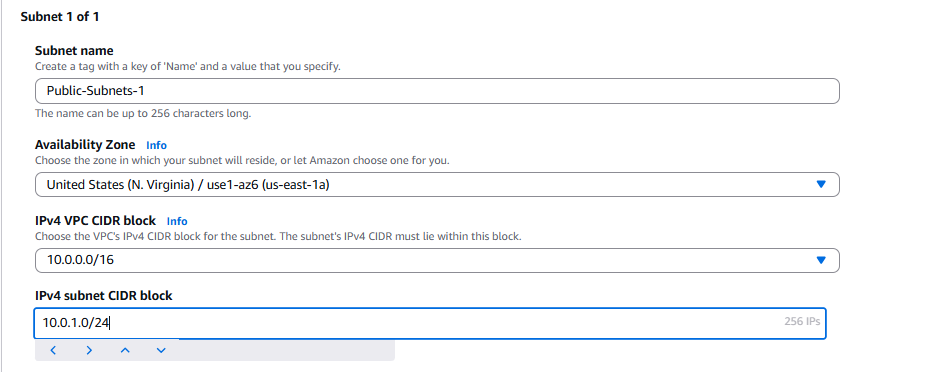 Subnet 1 of 1
Subnet name
Create a tag with a key of 'Name' and a value that you specify.
Public-Subnets-1
The name can be up to 256 characters long.
Availability Zone Info
Choose the zone in which your subnet will reside, or let Amazon choose one for you.
United States (N. Virginia) / use1-az6 (us-east-1a)
IPv4 VPC CIDR block Info
Choose the VPC's IPv4 CIDR block for the subnet. The subnet's IPv4 CIDR must lie within this block.
10.0.0.0/16
IPv4 subnet CIDR block
10.0.1.0/24 256 IPs